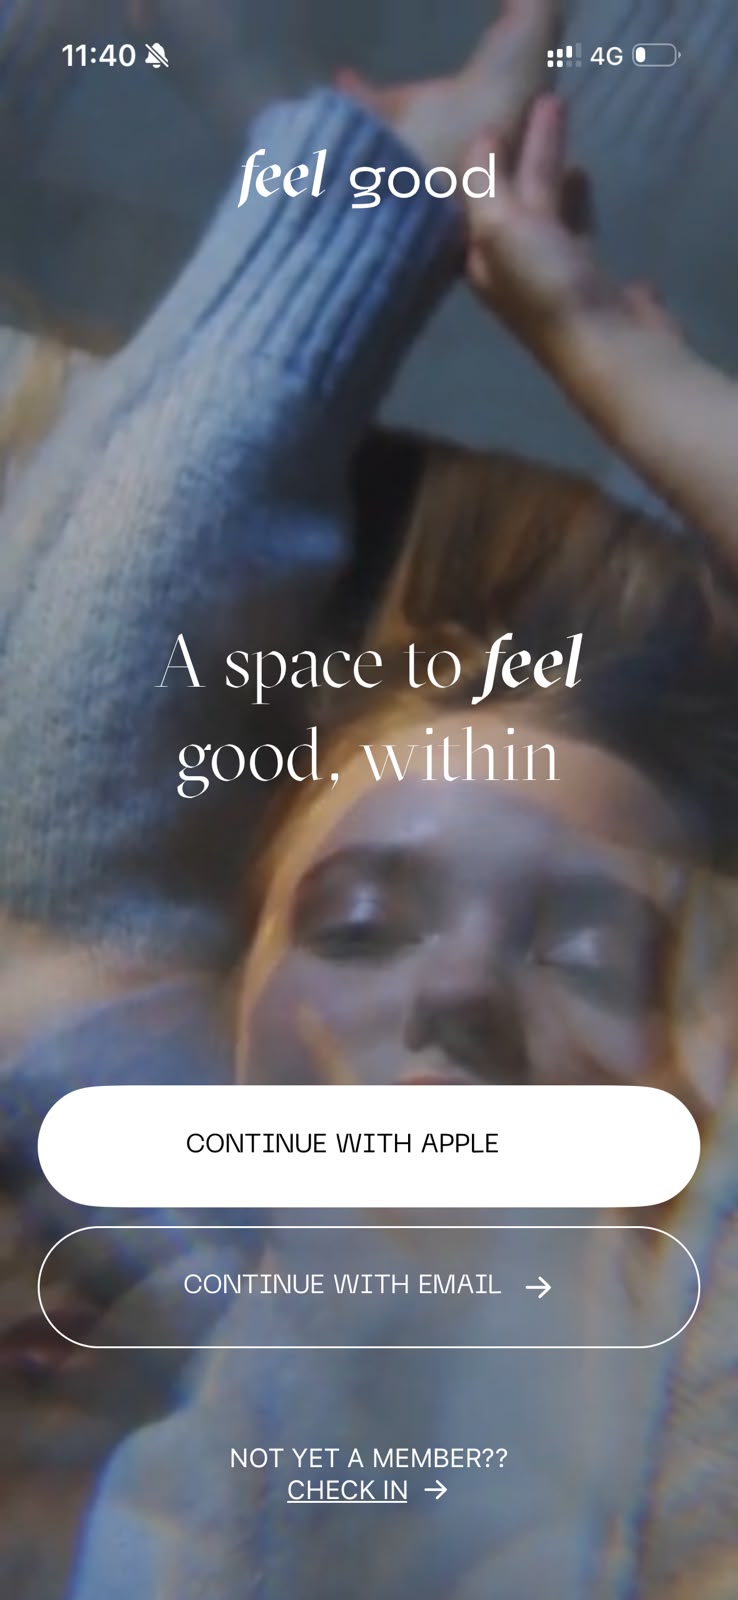 11:40
4G
feel good
A space to feel
good, within
CONTINUE WITH APPLE
CONTINUE WITH EMAIL →
NOT YET A MEMBER??
CHECK IN →